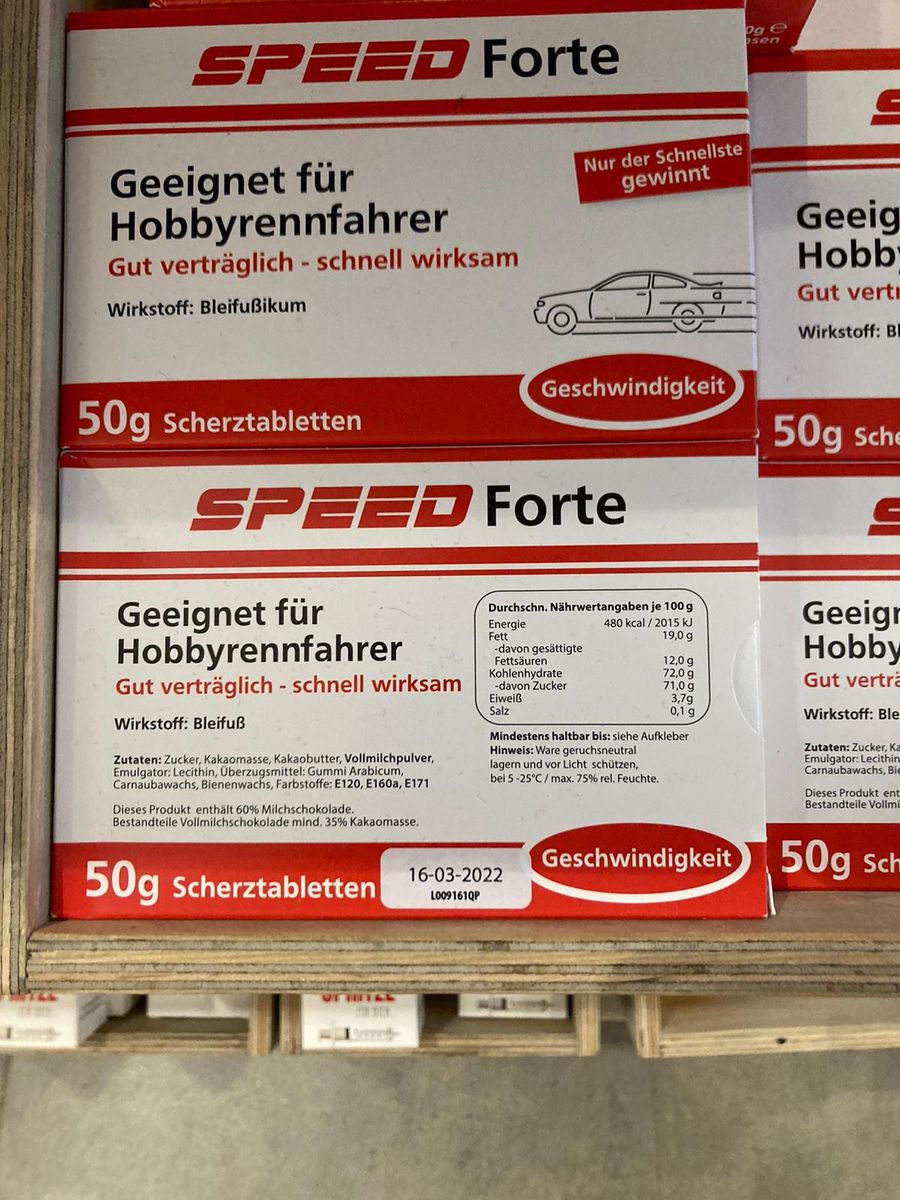 0g e
nsen
SPEED Forte
Geeignet für
Hobbyrennfahrer
Gut verträglich - schnell wirksam
Wirkstoff: Bleifußikum
Nur der Schnellste
gewinnt
Geschwindigkeit
50g Scherztabletten
S
Geeig
Hobby
Gut vertr
Wirkstoff: Bl
50g Sche
SPEED Forte
Geeignet für
Hobbyrennfahrer
Gut verträglich - schnell wirksam
Wirkstoff: Bleifuß
Zutaten: Zucker, Kakaomasse, Kakaobutter, Vollmilchpulver,
Emulgator: Lecithin, Überzugsmittel: Gummi Arabicum,
Carnaubawachs, Bienenwachs, Farbstoffe: E120, E160a, E171
Dieses Produkt enthält 60% Milchschokolade.
Bestandteile Vollmilchschokolade mind. 35% Kakaomasse.
Durchschn. Nährwertangaben je 100 g
Energie 480 kcal / 2015 kJ
Fett 19,0 g
-davon gesättigte
Fettsäuren 12,0 g
Kohlenhydrate 72,0 g
-davon Zucker 71,0 g
Eiweiß 3,7g
Salz 0,1 g
Mindestens haltbar bis: siehe Aufkleber
Hinweis: Ware geruchsneutral
lagern und vor Licht schützen,
bei 5 -25°C / max. 75% rel. Feuchte.
Geschwindigkeit
50g Scherztabletten
16-03-2022
L009161QP
S
Geeigr
Hobby
Gut verträ
Wirkstoff: Ble
Zutaten: Zucker, Ka
Emulgator: Lecithin
Carnaubawachs, Bie
Dieses Produkt ent
Bestandteile Vollmi
50g Sch